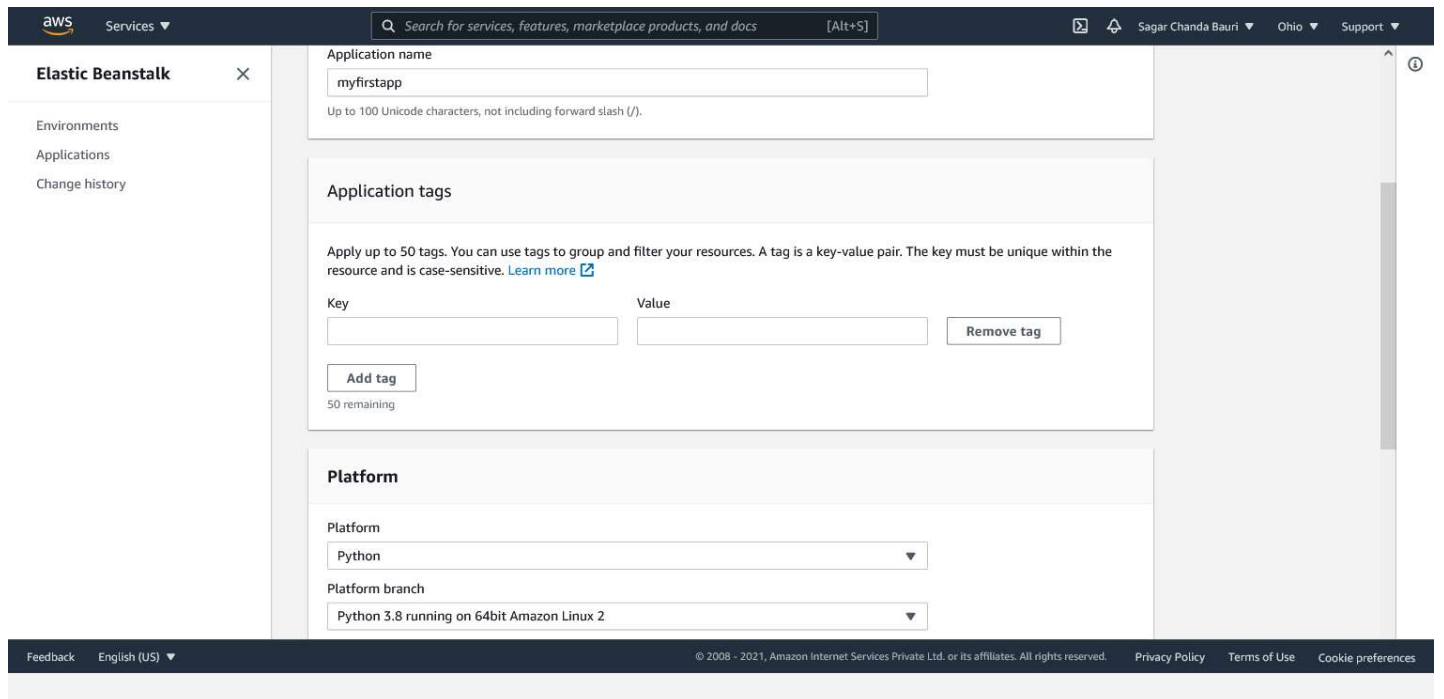 aws Services ▼ Search for services, features, marketplace products, and docs [Alt+S] Sagar Chanda Bauri ▼ Ohio ▼ Support ▼
Elastic Beanstalk
Environments
Applications
Change history
Application name
myfirstapp
Up to 100 Unicode characters, not including forward slash (/).
Application tags
Apply up to 50 tags. You can use tags to group and filter your resources. A tag is a key-value pair. The key must be unique within the
resource and is case-sensitive. Learn more
Key Value
Remove tag
Add tag
50 remaining
Platform
Platform
Python
Platform branch
Python 3.8 running on 64bit Amazon Linux 2
Feedback English (US) ▼ © 2008 - 2021, Amazon Internet Services Private Ltd. or its affiliates. All rights reserved. Privacy Policy Terms of Use Cookie preferences